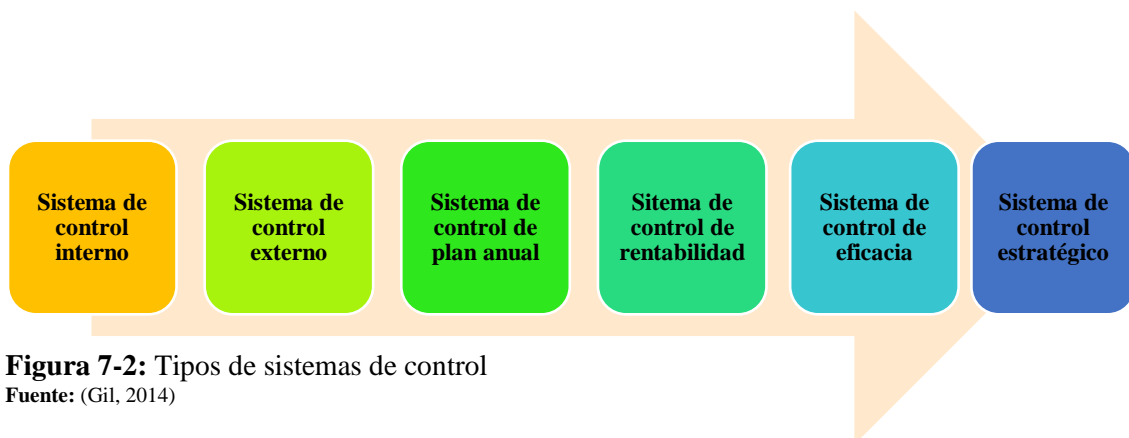 Sistema de
control
interno
Sistema de
control
externo
Sistema de
control de
plan anual
Sitema de
control de
rentabilidad
Sistema de
control de
eficacia
Sistema de
control
estratégico
Figura 7-2: Tipos de sistemas de control
Fuente: (Gil, 2014)